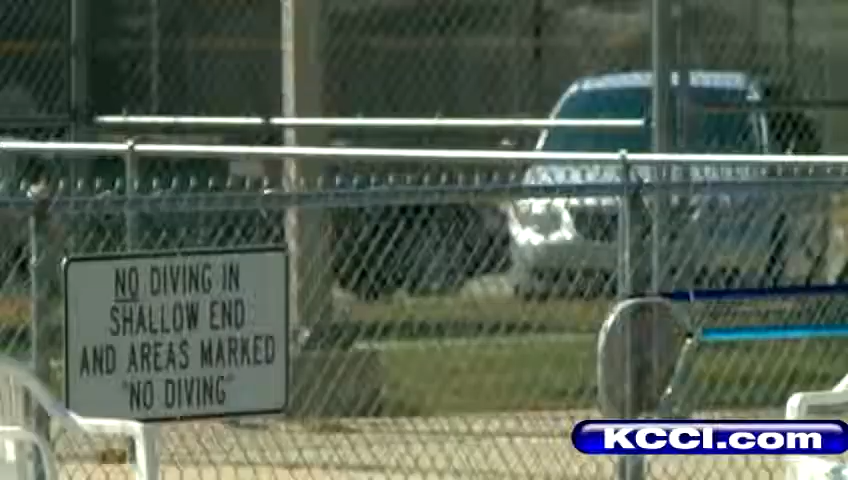 NO DIVING IN
SHALLOW END
AND AREAS MARKED
"NO DIVING"
KCCI.com